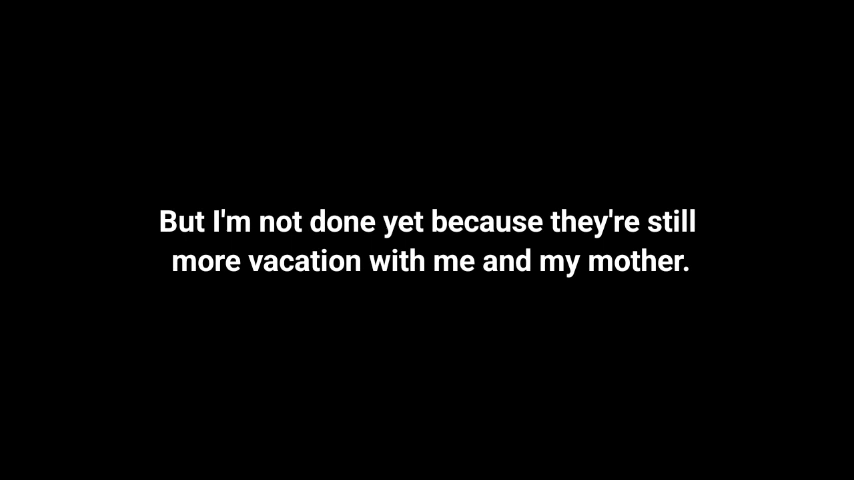 But I'm not done yet because they're still
more vacation with me and my mother.